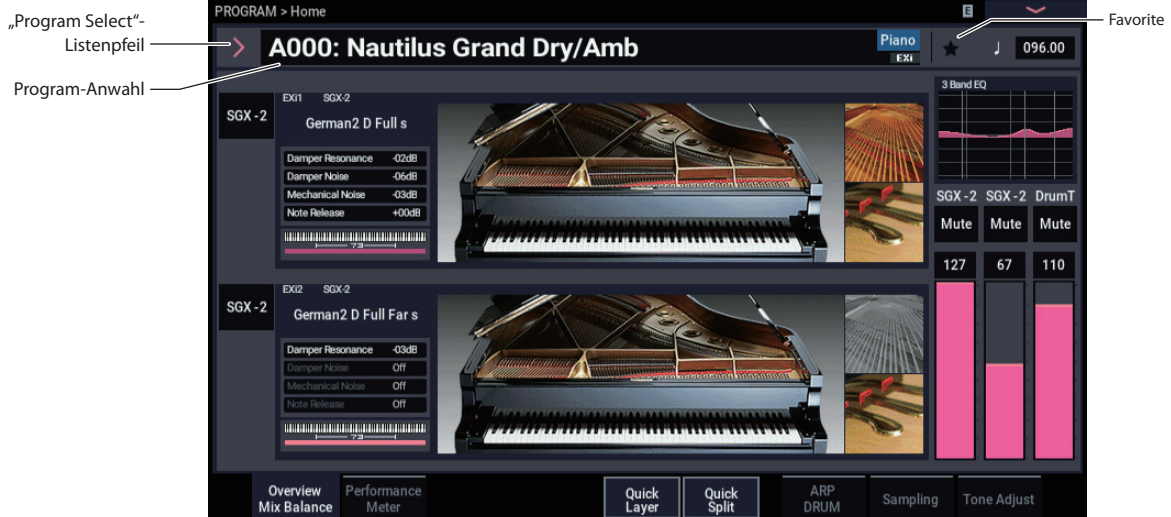 „Program Select“-
Listenpfeil
Program-Anwahl
Favorite
PROGRAM > Home
E
A000: Nautilus Grand Dry/Amb
Piano
EXi
♩ 096.00
SGX-2
EXi1 SGX-2
German2 D Full s
Damper Resonance -02dB
Damper Noise -06dB
Mechanical Noise -03dB
Note Release +00dB
73
3 Band EQ
SGX-2 SGX-2 DrumT
Mute Mute Mute
127 67 110
SGX-2
EXi2 SGX-2
German2 D Full Far s
Damper Resonance -03dB
Damper Noise Off
Mechanical Noise Off
Note Release Off
73
Overview
Mix Balance
Performance
Meter
Quick
Layer
Quick
Split
ARP
DRUM
Sampling
Tone Adjust